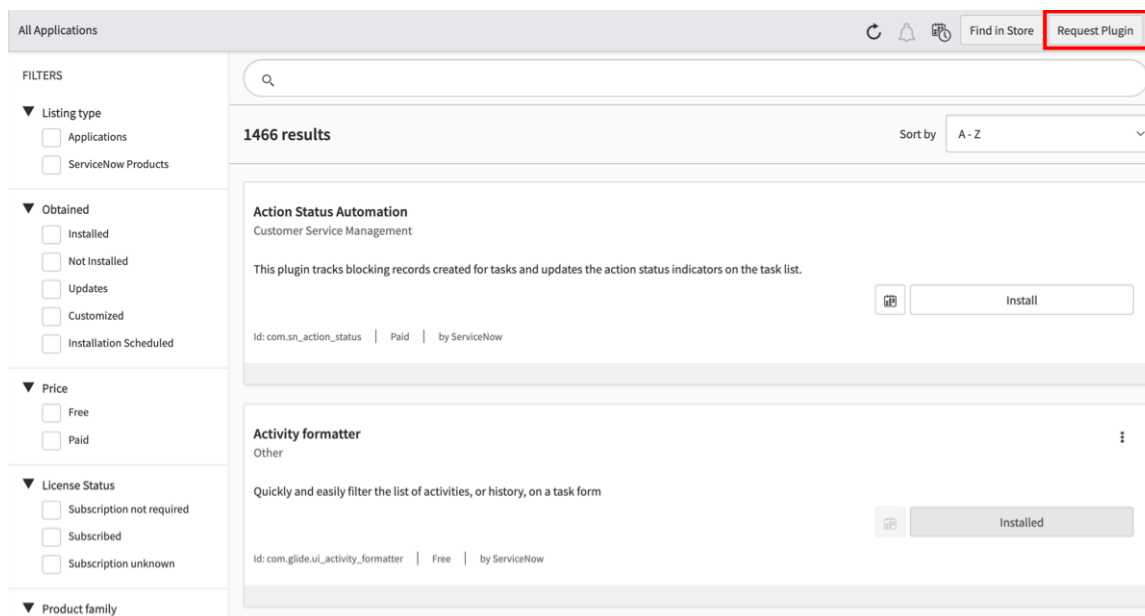 All Applications
Find in Store
Request Plugin
FILTERS
Listing type
Applications
ServiceNow Products
Obtained
Installed
Not Installed
Updates
Customized
Installation Scheduled
Price
Free
Paid
License Status
Subscription not required
Subscribed
Subscription unknown
Product family
1466 results
Sort by
A - Z
Action Status Automation
Customer Service Management
This plugin tracks blocking records created for tasks and updates the action status indicators on the task list.
Install
Id: com.sn_action_status | Paid | by ServiceNow
Activity formatter
Other
Quickly and easily filter the list of activities, or history, on a task form
Installed
Id: com.glide.ui_activity_formatter | Free | by ServiceNow